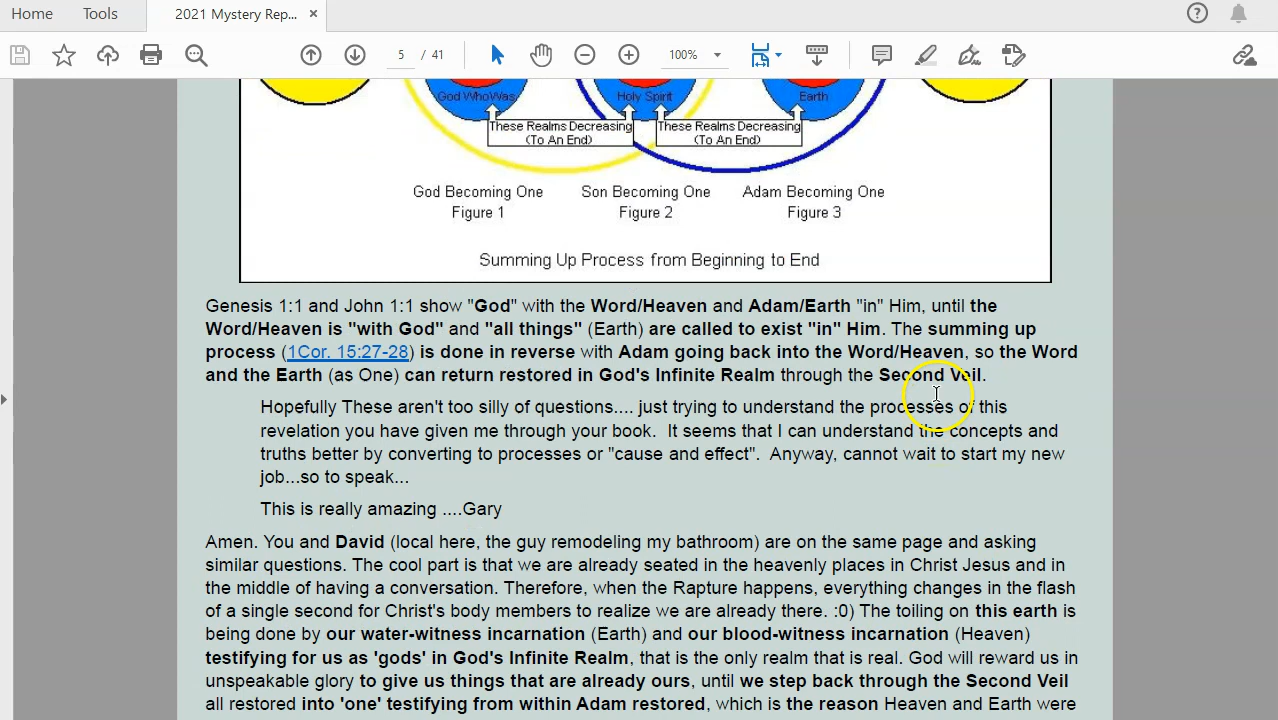 Home Tools 2021 Mystery Rep... ×
5 / 41 100%
God WhoWas Holy Spirit Earth
These Realms Decreasing These Realms Decreasing
(To An End) (To An End)
God Becoming One Son Becoming One Adam Becoming One
Figure 1 Figure 2 Figure 3
Summing Up Process from Beginning to End
Genesis 1:1 and John 1:1 show "God" with the Word/Heaven and Adam/Earth "in" Him, until the
Word/Heaven is "with God" and "all things" (Earth) are called to exist "in" Him. The summing up
process (1Cor. 15:27-28) is done in reverse with Adam going back into the Word/Heaven, so the Word
and the Earth (as One) can return restored in God's Infinite Realm through the Second Veil.
Hopefully These aren't too silly of questions.... just trying to understand the processes of this
revelation you have given me through your book. It seems that I can understand the concepts and
truths better by converting to processes or "cause and effect". Anyway, cannot wait to start my new
job...so to speak...
This is really amazing ....Gary
Amen. You and David (local here, the guy remodeling my bathroom) are on the same page and asking
similar questions. The cool part is that we are already seated in the heavenly places in Christ Jesus and in
the middle of having a conversation. Therefore, when the Rapture happens, everything changes in the flash
of a single second for Christ's body members to realize we are already there. :0) The toiling on this earth is
being done by our water-witness incarnation (Earth) and our blood-witness incarnation (Heaven)
testifying for us as 'gods' in God's Infinite Realm, that is the only realm that is real. God will reward us in
unspeakable glory to give us things that are already ours, until we step back through the Second Veil
all restored into 'one' testifying from within Adam restored, which is the reason Heaven and Earth were